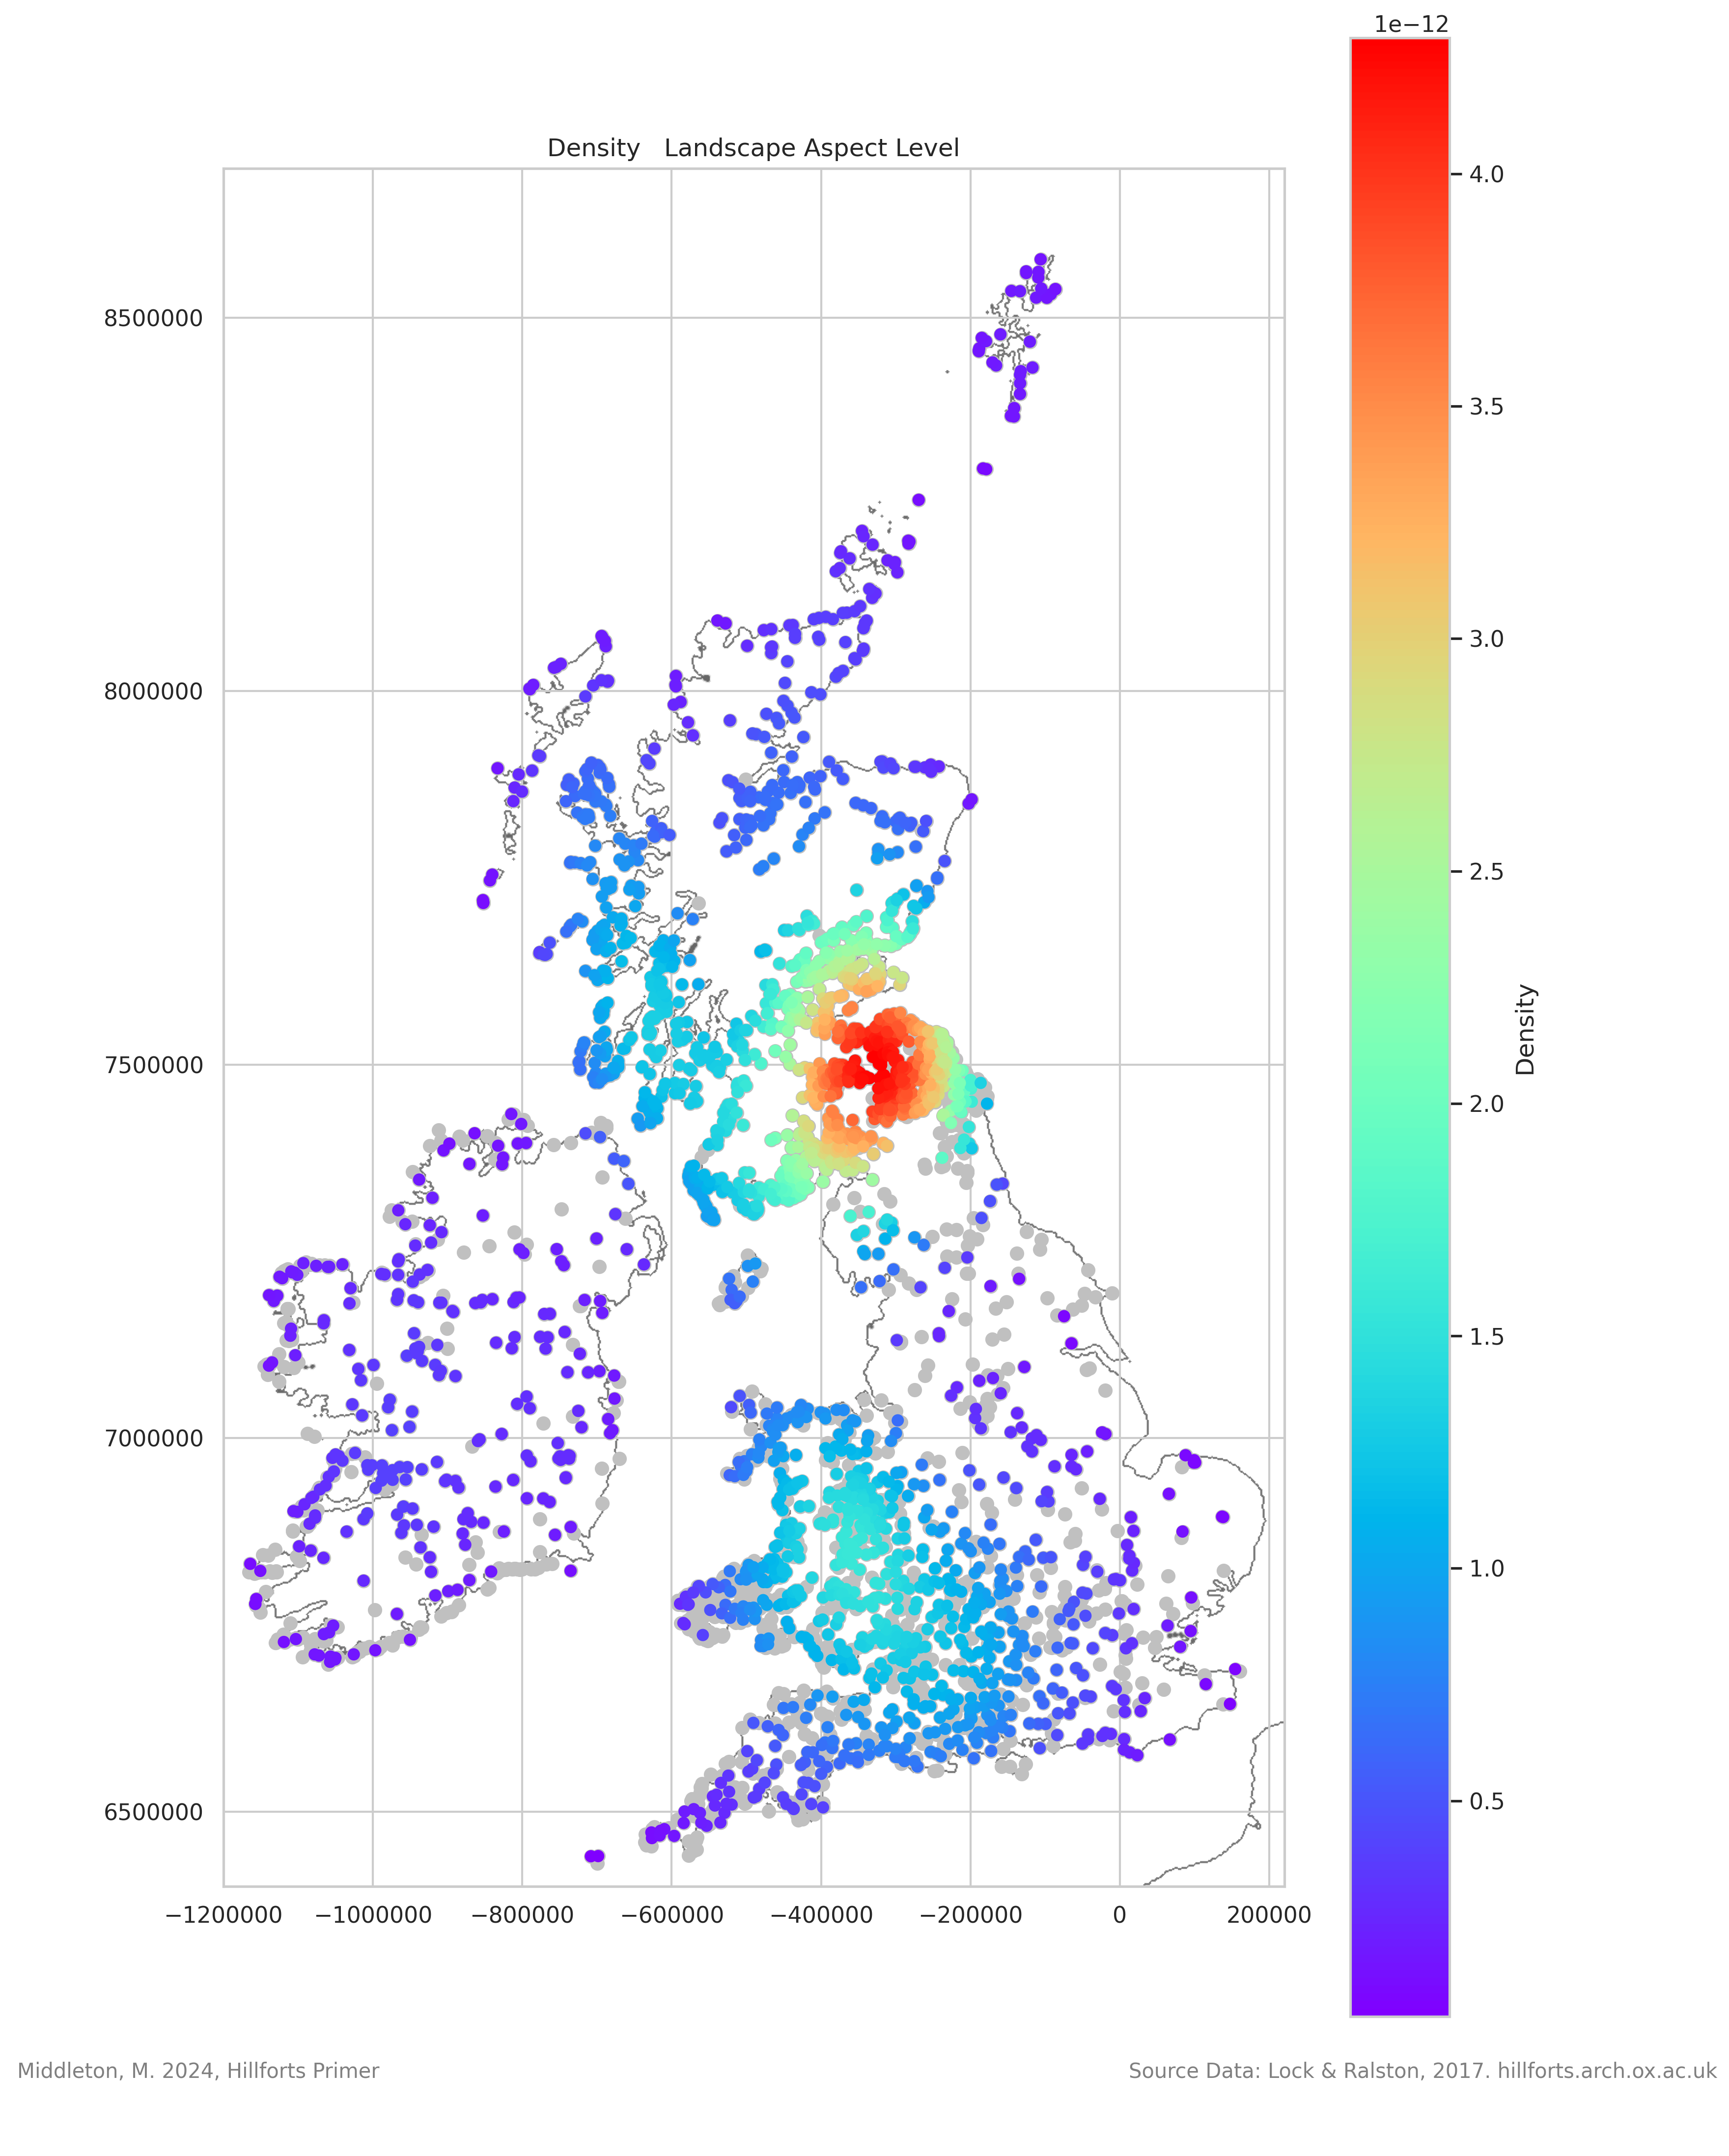 1e−12
Density   Landscape Aspect Level
8500000
8000000
7500000
7000000
6500000
−1200000 −1000000 −800000 −600000 −400000 −200000 0 200000
4.0
3.5
3.0
2.5
2.0
1.5
1.0
0.5
Density
Middleton, M. 2024, Hillforts Primer
Source Data: Lock & Ralston, 2017. hillforts.arch.ox.ac.uk